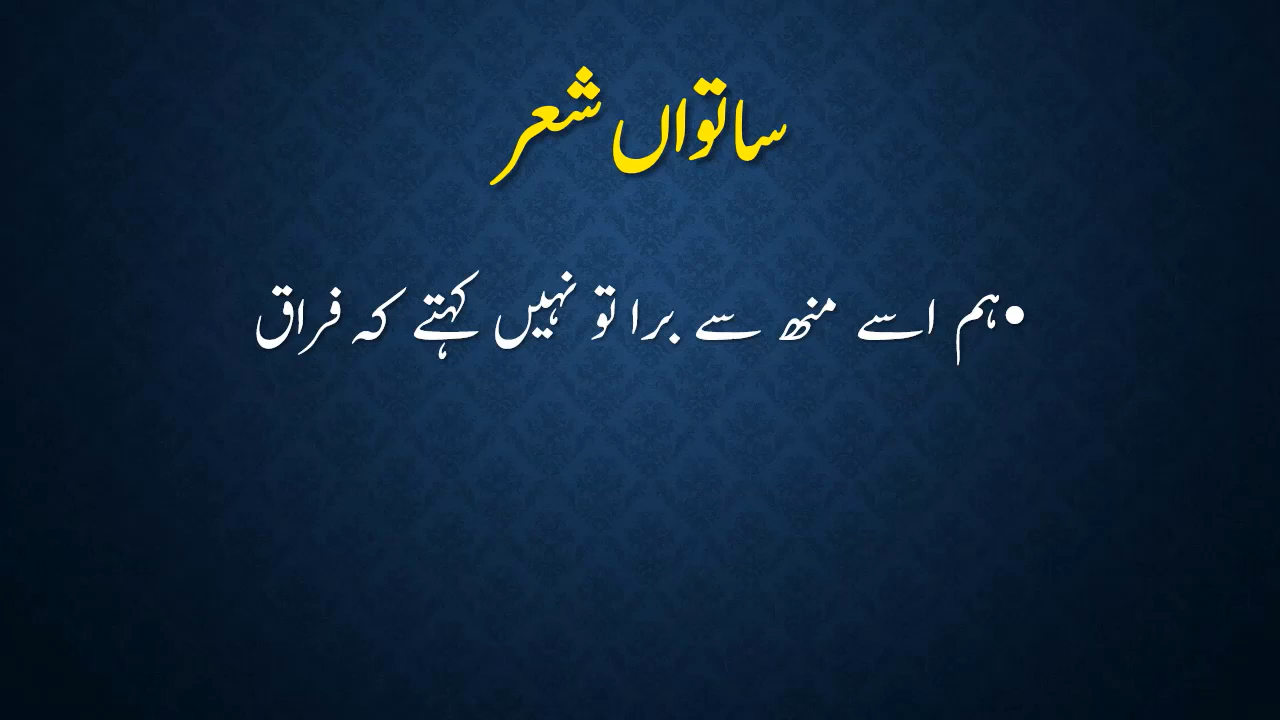 ساتواں شعر
•ہم اسے منھ سے برا تو نہیں کہتے کہ فراق